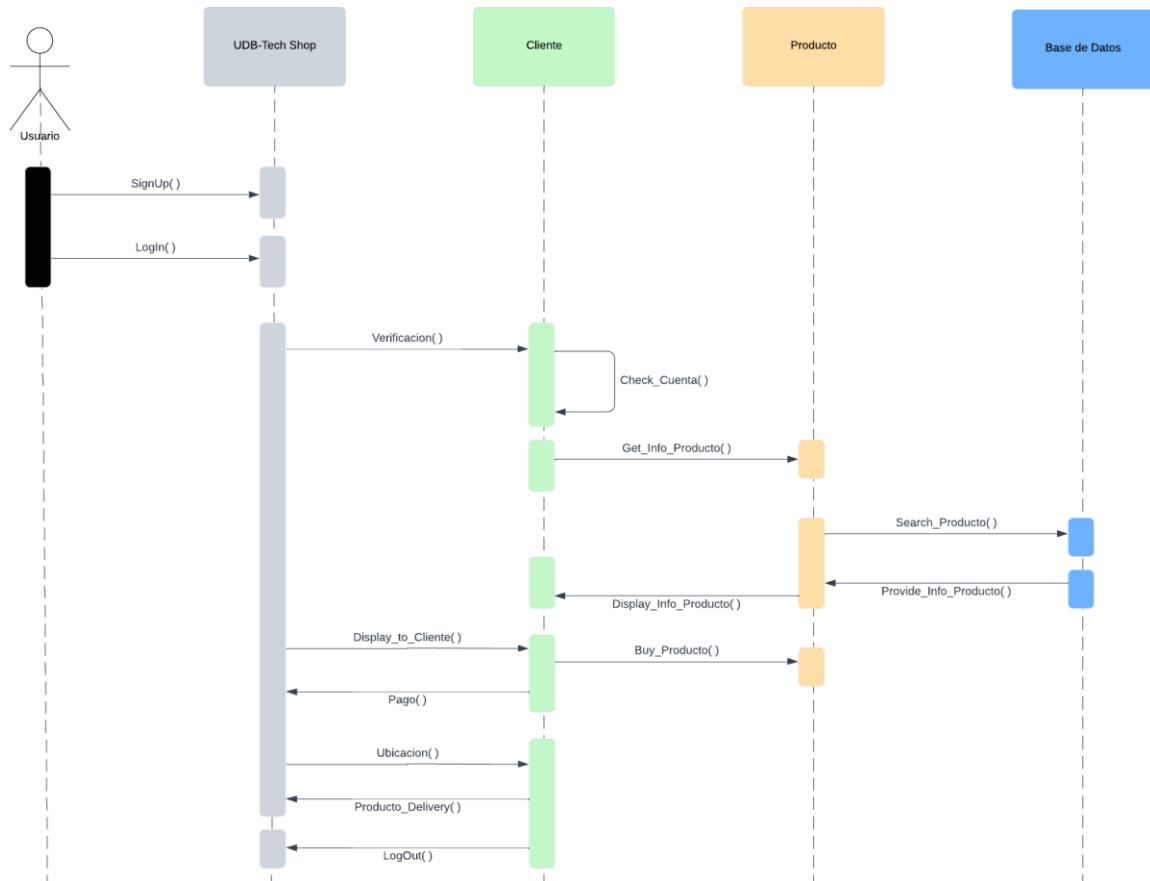 UDB-Tech Shop
Cliente
Producto
Base de Datos
Usuario
SignUp( )
LogIn( )
Verificacion( )
Check_Cuenta( )
Get_Info_Producto( )
Search_Producto( )
Provide_Info_Producto( )
Display_Info_Producto( )
Display_to_Cliente( )
Buy_Producto( )
Pago( )
Ubicacion( )
Producto_Delivery( )
LogOut( )